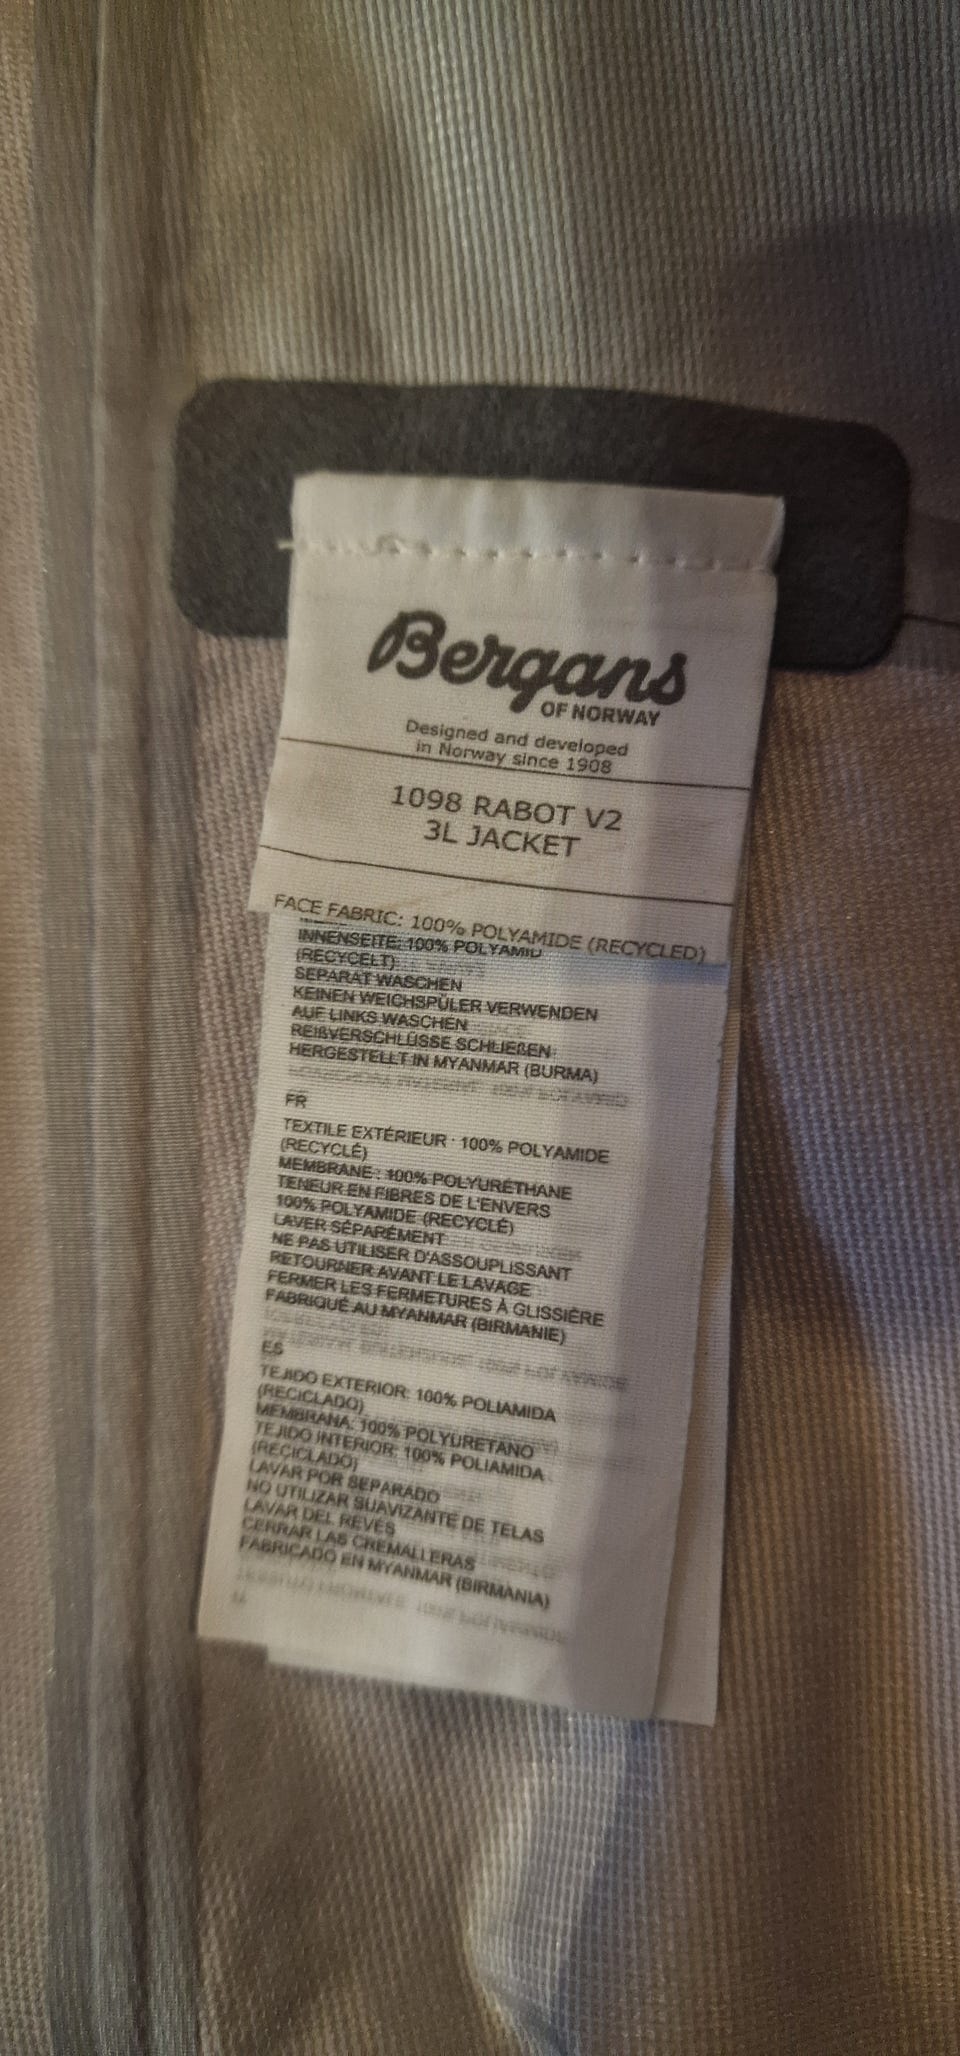 Bergans
OF NORWAY
Designed and developed
in Norway since 1908
1098 RABOT V2
3L JACKET
FACE FABRIC: 100% POLYAMIDE (RECYCLED)
INNENSEITE: 100% POLYAMID
(RECYCELT)
SEPARAT WASCHEN
KEINEN WEICHSPÜLER VERWENDEN
AUF LINKS WASCHEN
REIßVERSCHLÜSSE SCHLIEßEN
HERGESTELLT IN MYANMAR (BURMA)
FR
TEXTILE EXTÉRIEUR : 100% POLYAMIDE
(RECYCLÉ)
MEMBRANE : 100% POLYURÉTHANE
TENEUR EN FIBRES DE L'ENVERS
100% POLYAMIDE (RECYCLÉ)
LAVER SÉPARÉMENT
NE PAS UTILISER D'ASSOUPLISSANT
RETOURNER AVANT LE LAVAGE
FERMER LES FERMETURES À GLISSIÈRE
FABRIQUÉ AU MYANMAR (BIRMANIE)
ES
TEJIDO EXTERIOR: 100% POLIAMIDA
(RECICLADO)
MEMBRANA: 100% POLYURETANO
TEJIDO INTERIOR: 100% POLIAMIDA
(RECICLADO)
LAVAR POR SEPARADO
NO UTILIZAR SUAVIZANTE DE TELAS
LAVAR DEL REVÉS
CERRAR LAS CREMALLERAS
FABRICADO EN MYANMAR (BIRMANIA)